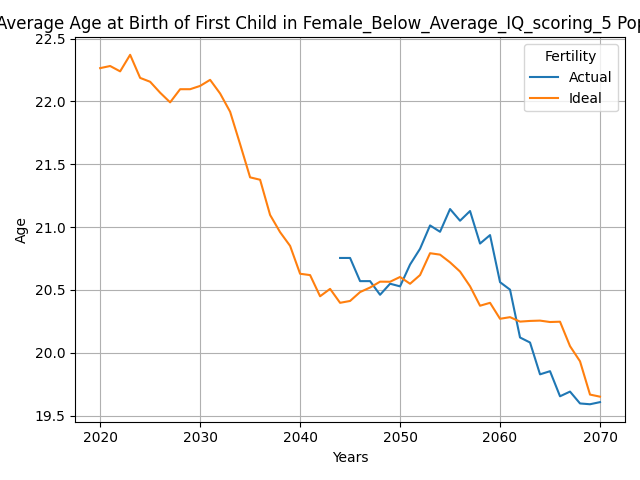 Average Age at Birth of First Child in Female_Below_Average_IQ_scoring_5
22.5
22.0
21.5
21.0
20.5
20.0
19.5
Age
Fertility
Actual
Ideal
2020 2030 2040 2050 2060 2070
Years